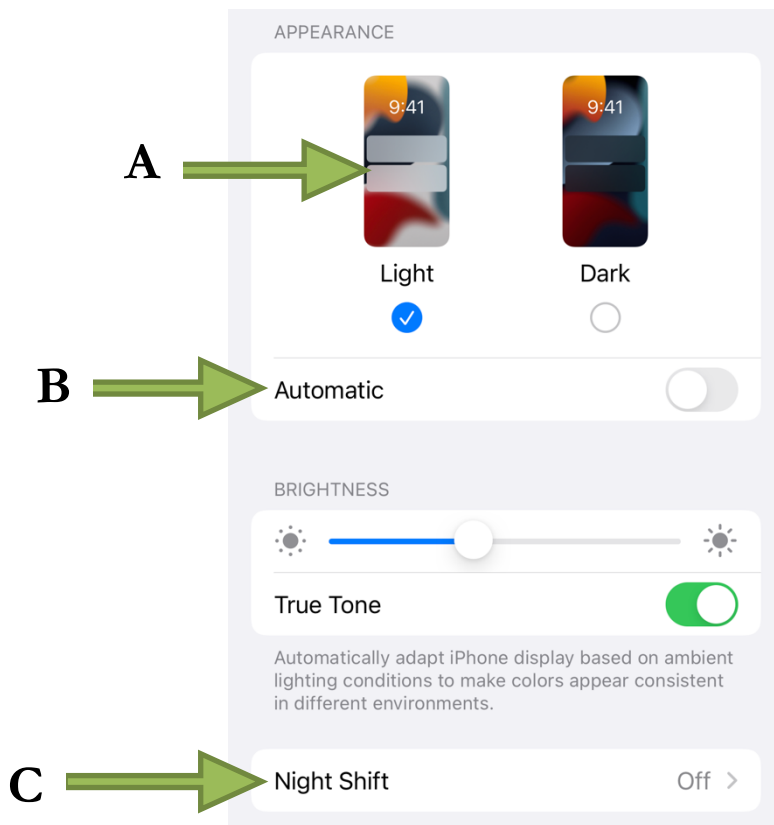 APPEARANCE
9:41 9:41
A
Light Dark
B Automatic
BRIGHTNESS
True Tone
Automatically adapt iPhone display based on ambient
lighting conditions to make colors appear consistent
in different environments.
C Night Shift Off